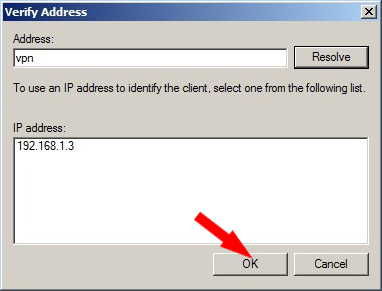 Verify Address
Address:
vpn
Resolve
To use an IP address to identify the client, select one from the following list.
IP address:
192.168.1.3
OK
Cancel